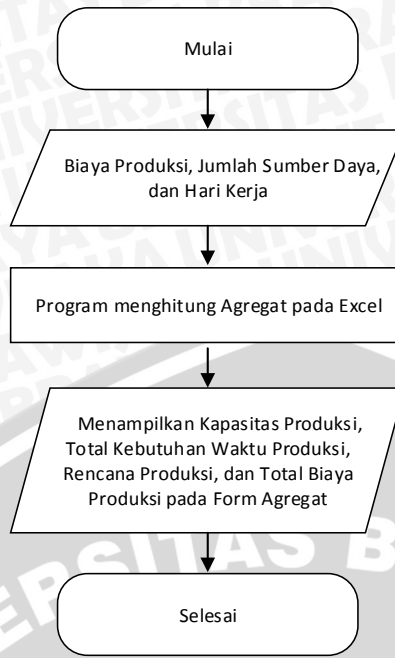 Mulai
Biaya Produksi, Jumlah Sumber Daya,
dan Hari Kerja
Program menghitung Agregat pada Excel
Menampilkan Kapasitas Produksi,
Total Kebutuhan Waktu Produksi,
Rencana Produksi, dan Total Biaya
Produksi pada Form Agregat
Selesai